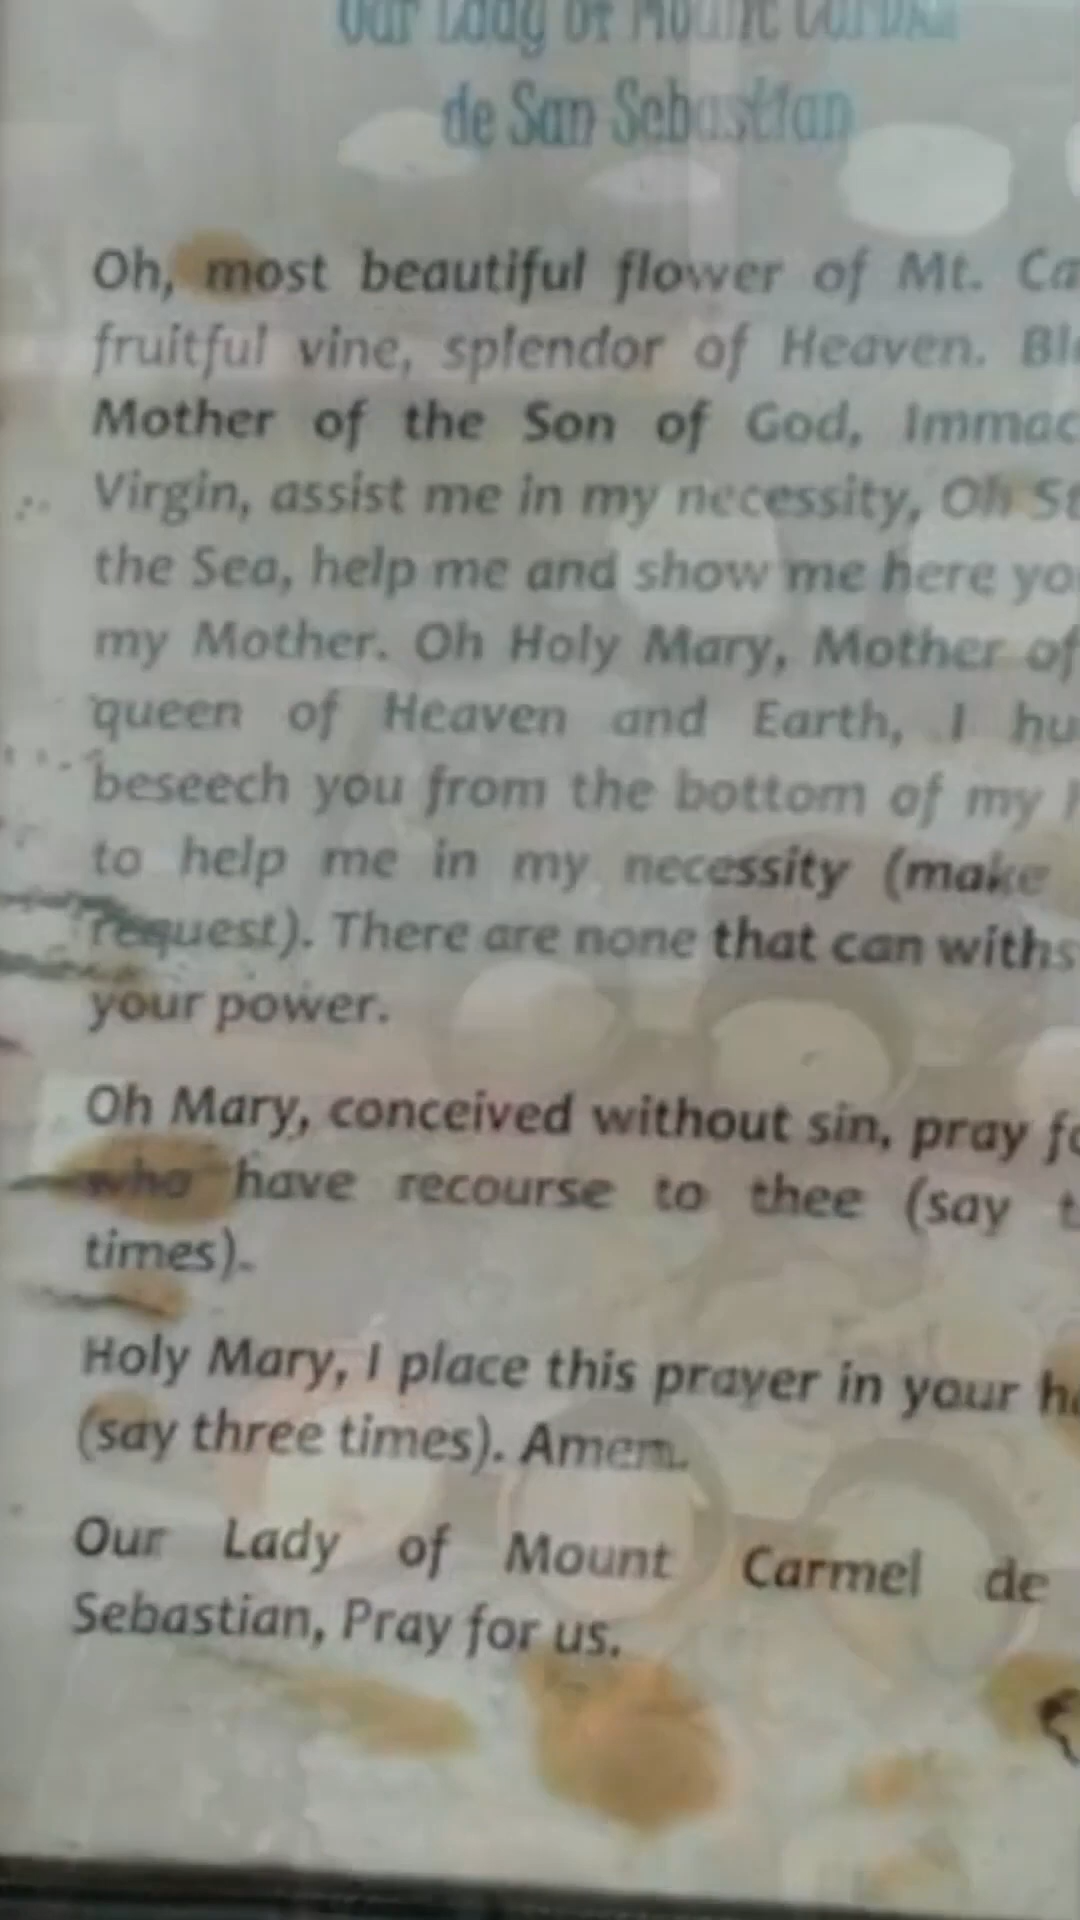 Our Lady of Mount
de San Sebastian
Oh, most beautiful flower of Mt. Ca
fruitful vine, splendor of Heaven. Bl
Mother of the Son of God, Immac
Virgin, assist me in my necessity, Oh St
the Sea, help me and show me here yo
my Mother. Oh Holy Mary, Mother of
queen of Heaven and Earth, I hu
beseech you from the bottom of my h
to help me in my necessity (make
request). There are none that can withs
your power.
Oh Mary, conceived without sin, pray fo
who have recourse to thee (say t
times).
Holy Mary, I place this prayer in your ha
(say three times). Amen.
Our Lady of Mount Carmel de
Sebastian, Pray for us.